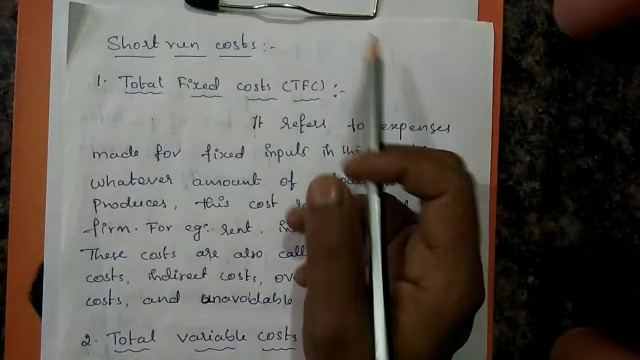 Short run costs :-
1. Total Fixed costs (TFC) :-
It refers to expenses
made for fixed inputs in
whatever amount of
produces, this cost
firm. For eg: rent,
These costs are also
costs, indirect costs,
costs, and unavoidable
2. Total variable costs